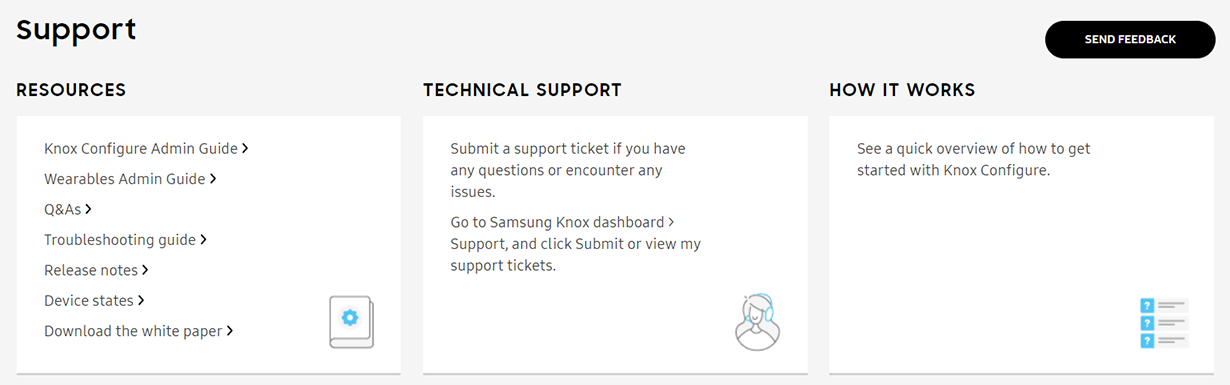 Support
SEND FEEDBACK
RESOURCES
Knox Configure Admin Guide >
Wearables Admin Guide >
Q&As >
Troubleshooting guide >
Release notes >
Device states >
Download the white paper >
TECHNICAL SUPPORT
Submit a support ticket if you have
any questions or encounter any
issues.
Go to Samsung Knox dashboard >
Support, and click Submit or view my
support tickets.
HOW IT WORKS
See a quick overview of how to get
started with Knox Configure.
?
?
?